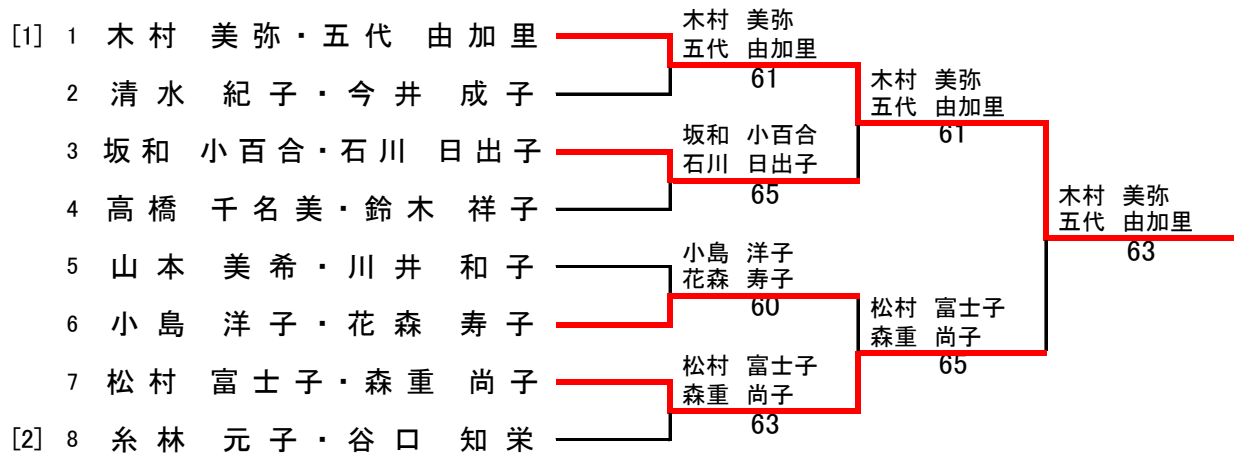 [1] 1 木村 美弥・五代 由加里
2 清水 紀子・今井 成子
3 坂和 小百合・石川 日出子
4 高橋 千名美・鈴木 祥子
5 山本 美希・川井 和子
6 小島 洋子・花森 寿子
7 松村 富士子・森重 尚子
[2] 8 糸林 元子・谷口 知栄
木村 美弥
五代 由加里
61
坂和 小百合
石川 日出子
65
小島 洋子
花森 寿子
60
松村 富士子
森重 尚子
63
木村 美弥
五代 由加里
61
松村 富士子
森重 尚子
65
木村 美弥
五代 由加里
63